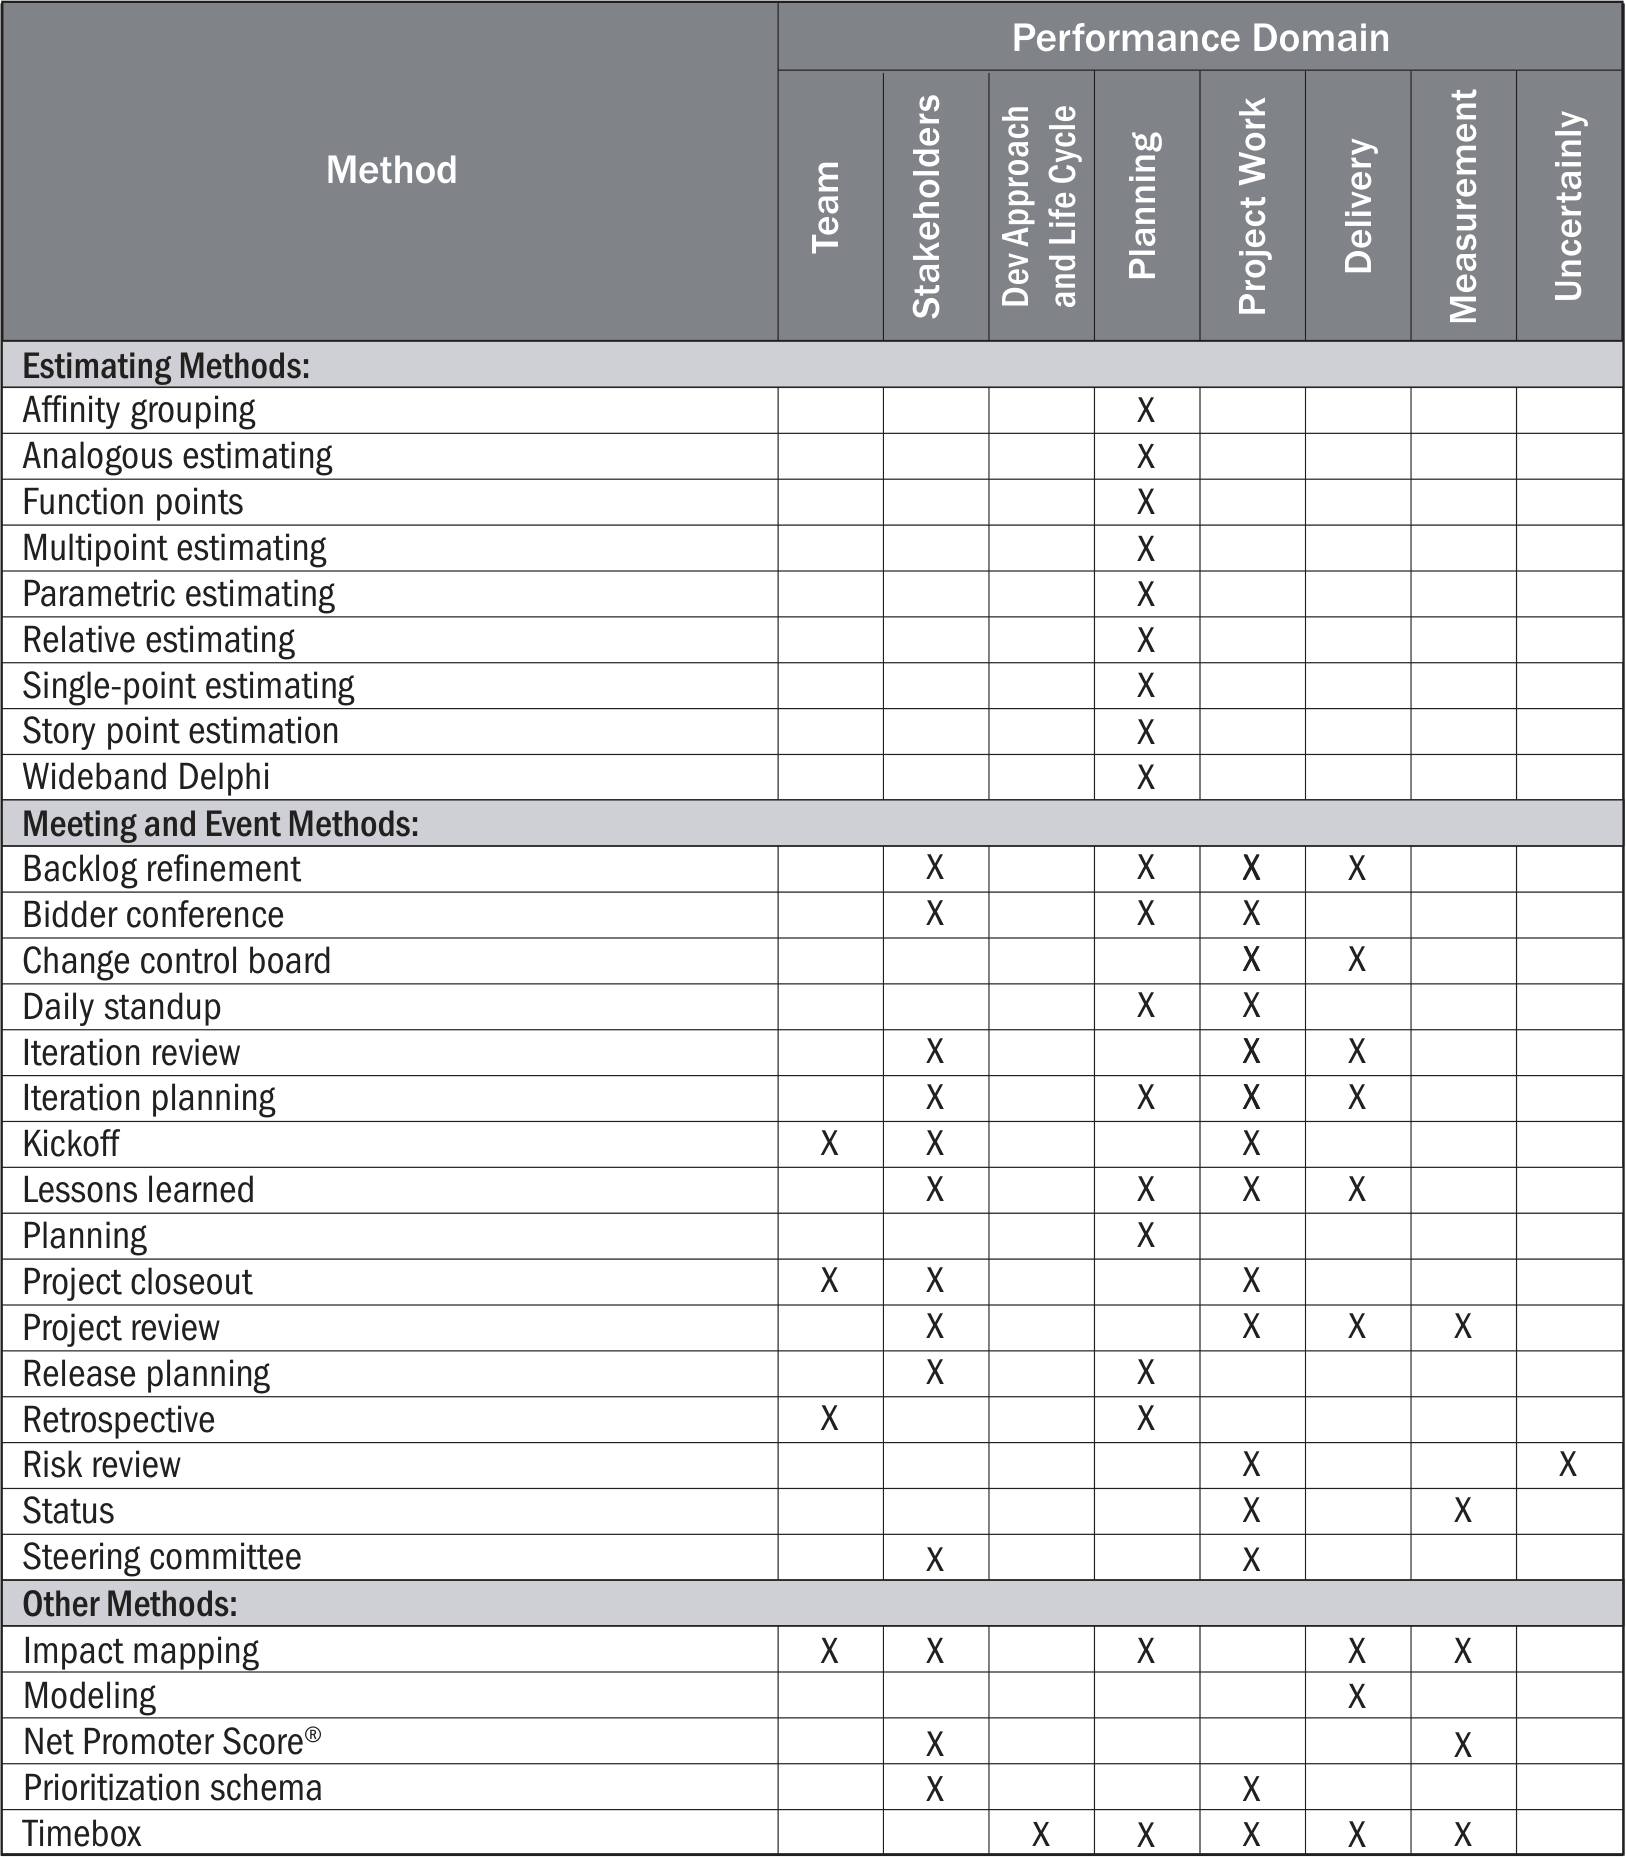 Performance Domain
Method
Team
Stakeholders
Dev Approach
and Life Cycle
Planning
Project Work
Delivery
Measurement
Uncertainly
Estimating Methods:
Affinity grouping X
Analogous estimating X
Function points X
Multipoint estimating X
Parametric estimating X
Relative estimating X
Single-point estimating X
Story point estimation X
Wideband Delphi X
Meeting and Event Methods:
Backlog refinement X X X X
Bidder conference X X X
Change control board X X
Daily standup X X
Iteration review X X X
Iteration planning X X X X
Kickoff X X X
Lessons learned X X X X
Planning X
Project closeout X X X
Project review X X X X
Release planning X X
Retrospective X X
Risk review X X
Status X X
Steering committee X X
Other Methods:
Impact mapping X X X X X
Modeling X
Net Promoter Score® X X
Prioritization schema X X
Timebox X X X X X